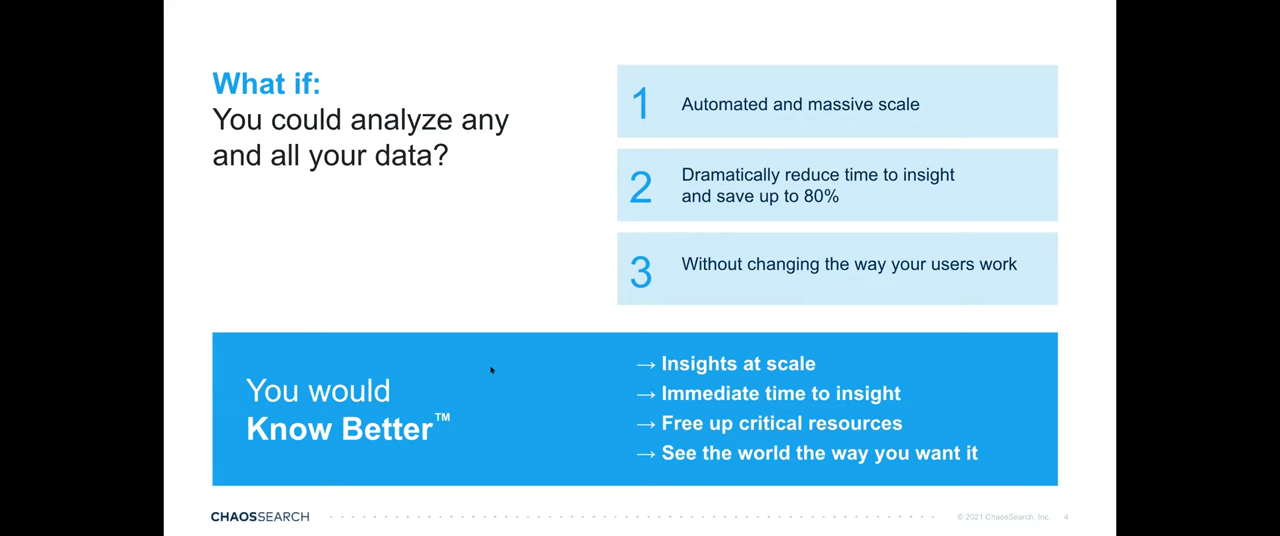 What if:
You could analyze any
and all your data?
1
Automated and massive scale
2
Dramatically reduce time to insight
and save up to 80%
3
Without changing the way your users work
You would
Know Better™
→ Insights at scale
→ Immediate time to insight
→ Free up critical resources
→ See the world the way you want it
CHAOSSEARCH
© 2021 ChaosSearch, Inc.
4